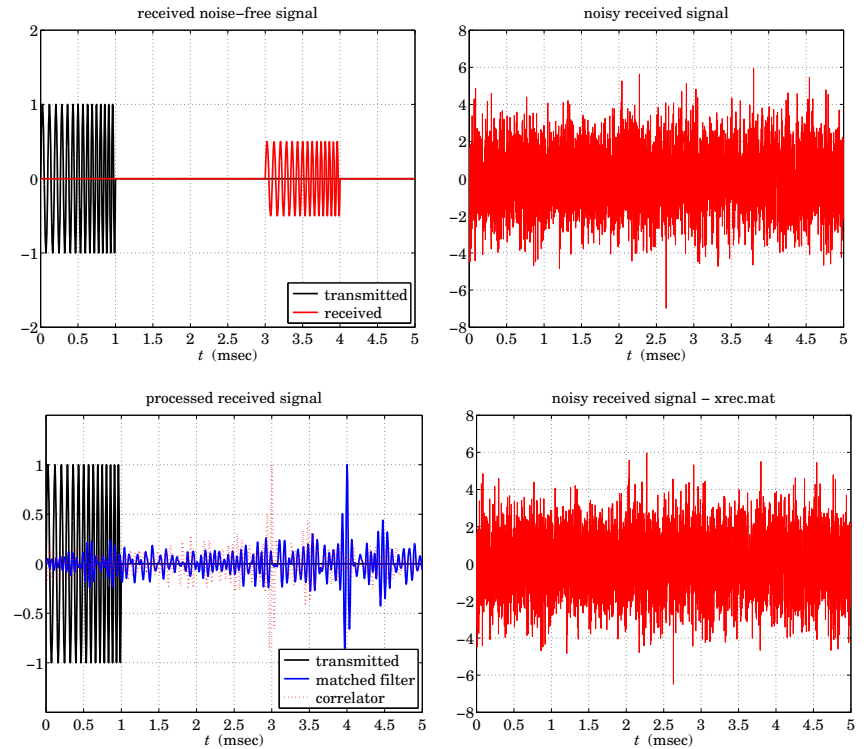 received noise−free signal
2
1
0
−1
−2
0 0.5 1 1.5 2 2.5 3 3.5 4 4.5 5
t (msec)
transmitted
received
noisy received signal
8
6
4
2
0
−2
−4
−6
−8
0 0.5 1 1.5 2 2.5 3 3.5 4 4.5 5
t (msec)
processed received signal
1
0.5
0
−0.5
−1
0 0.5 1 1.5 2 2.5 3 3.5 4 4.5 5
t (msec)
transmitted
matched filter
correlator
noisy received signal − xrec.mat
8
6
4
2
0
−2
−4
−6
−8
0 0.5 1 1.5 2 2.5 3 3.5 4 4.5 5
t (msec)